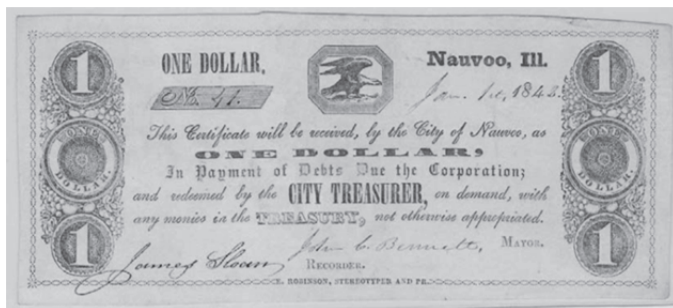 1 1
ONE DOLLAR, Nauvoo, Ill.
No. 41. Jan. 1st, 1842.
This Certificate will be received, by the City of Nauvoo, as
ONE DOLLAR ONE DOLLAR, ONE DOLLAR
In Payment of Debts Due the Corporation;
and redeemed by the CITY TREASURER, on demand, with
any monies in the TREASURY, not otherwise appropriated.
John C. Bennett, MAYOR.
1 James Sloan RECORDER. 1
E. ROBINSON, STEREOTYPED AND PR.